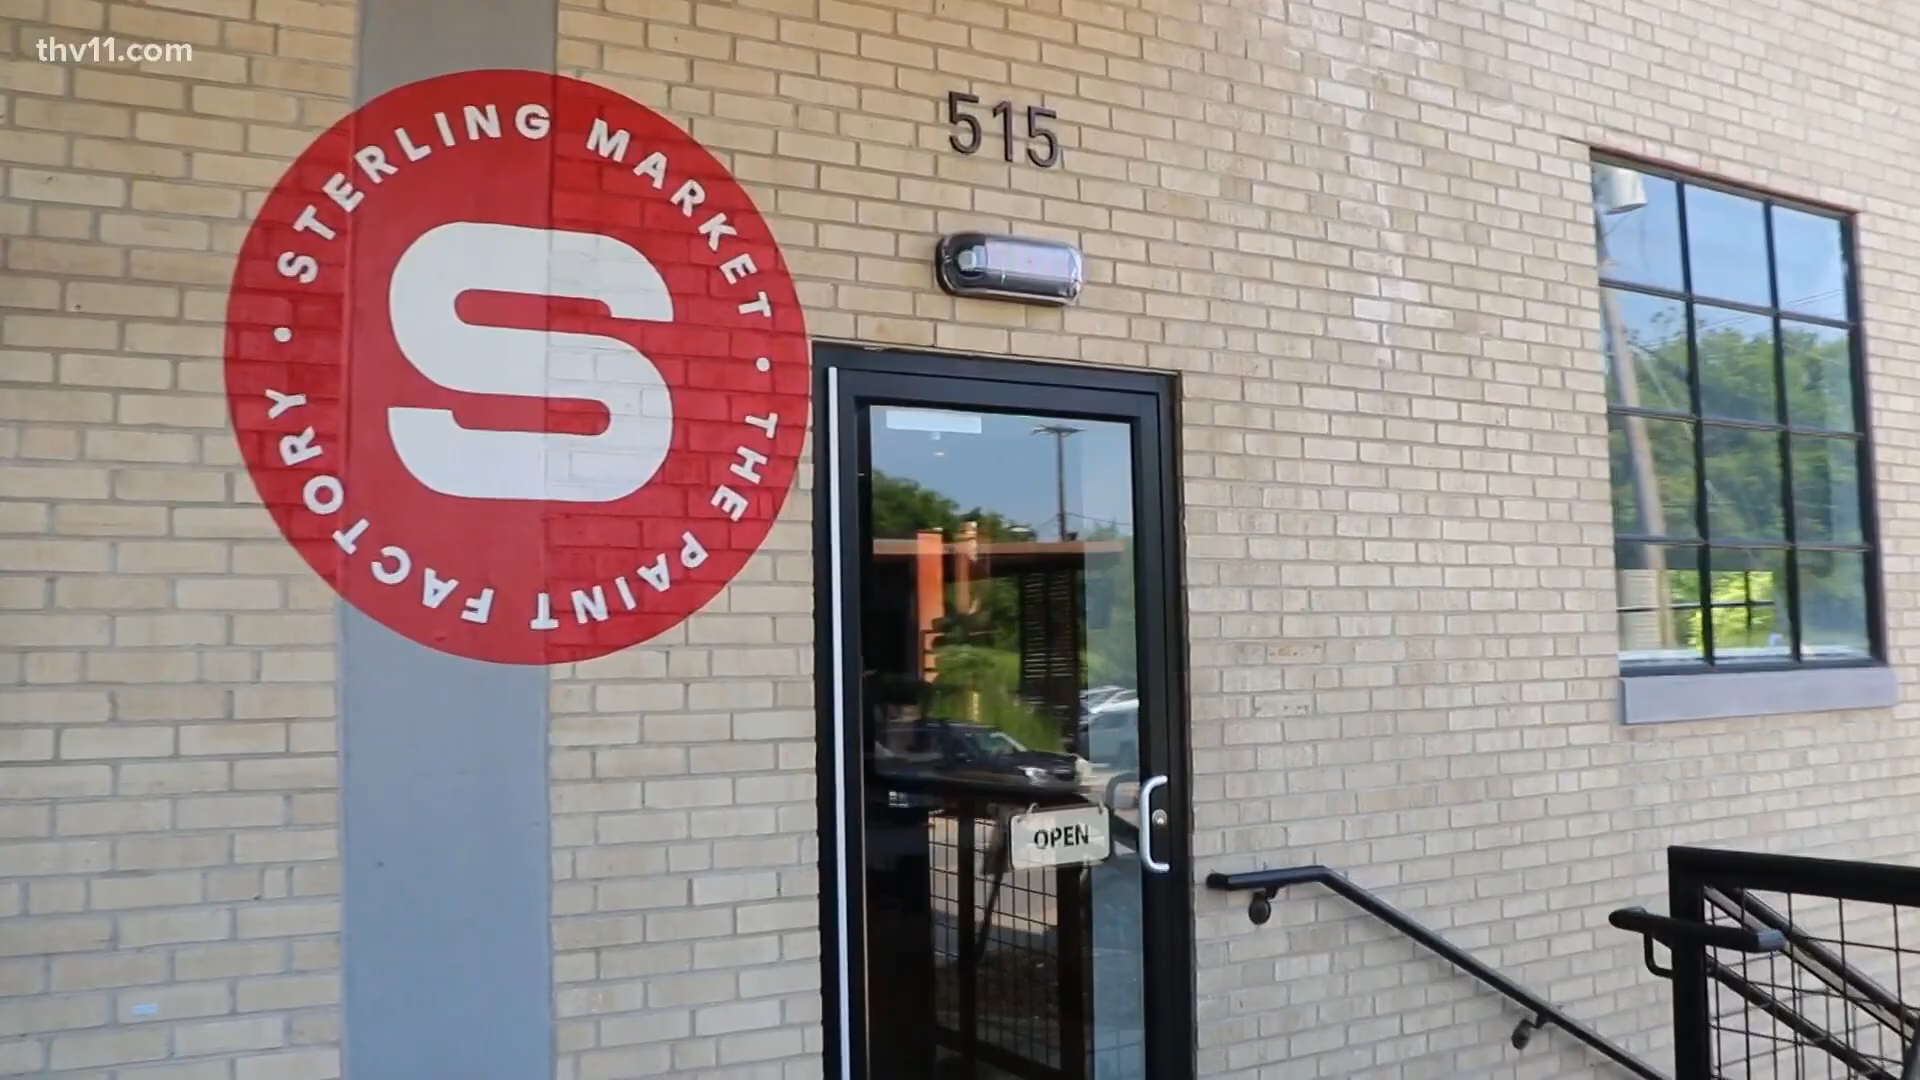 thv11.com
STERLING MARKET • THE PAINT FACTORY •
S
515
OPEN